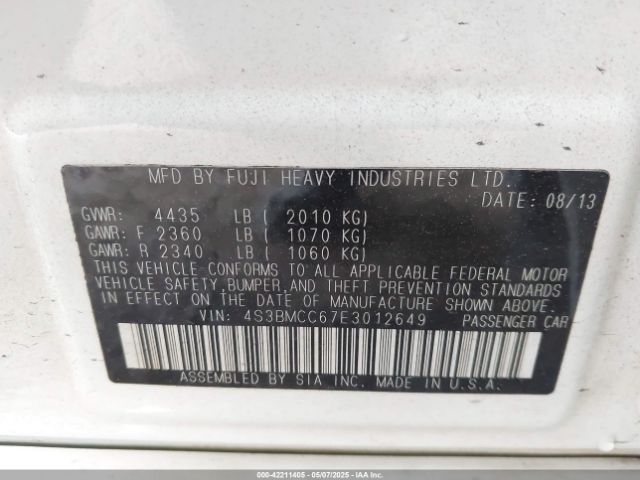 MFD BY FUJI HEAVY INDUSTRIES LTD.
DATE: 08/13
GVWR: 4435 LB ( 2010 KG)
GAWR: F 2360 LB ( 1070 KG)
GAWR: R 2340 LB ( 1060 KG)
THIS VEHICLE CONFORMS TO ALL APPLICABLE FEDERAL MOTOR
VEHICLE SAFETY, BUMPER, AND THEFT PREVENTION STANDARDS
IN EFFECT ON THE DATE OF MANUFACTURE SHOWN ABOVE.
VIN: 4S3BMCC67E3012649 PASSENGER CAR
ASSEMBLED BY SIA INC. MADE IN U.S.A.
000-42211405 - 05/07/2025 - IAA Inc.